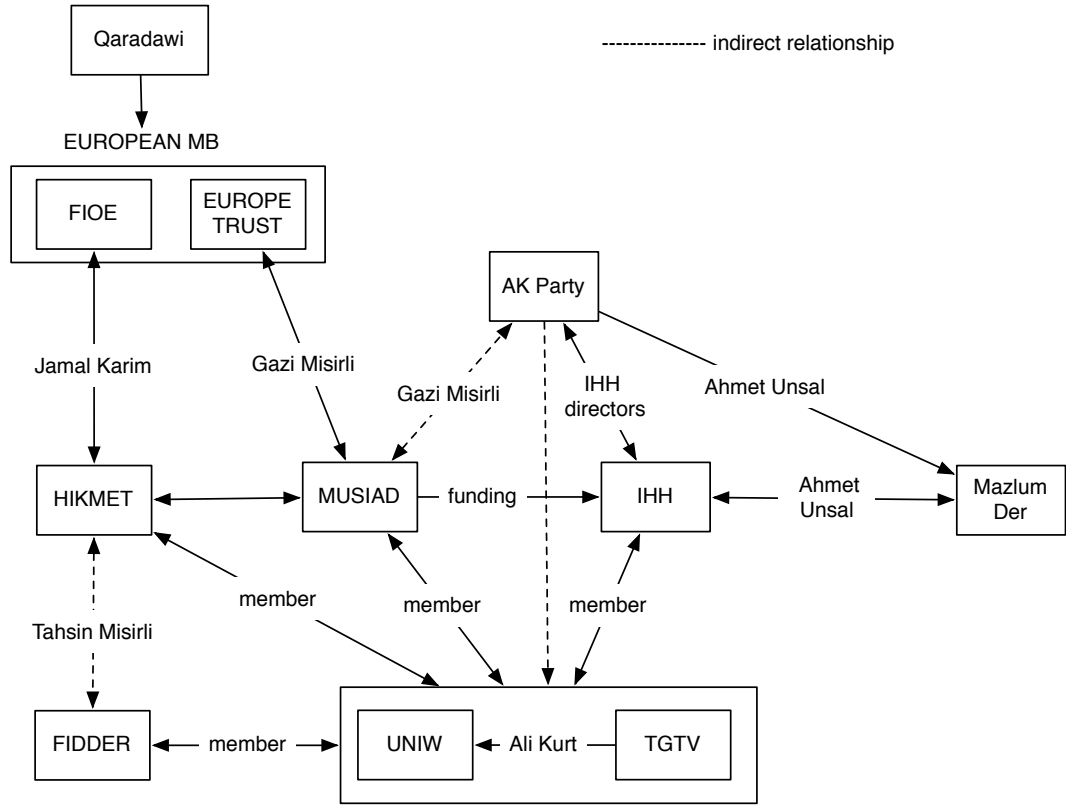 Qaradawi
indirect relationship
EUROPEAN MB
FIOE
EUROPE
TRUST
AK Party
Jamal Karim
Gazi Misirli
Gazi Misirli
IHH
directors
Ahmet Unsal
HIKMET
MUSIAD
funding
IHH
Ahmet
Unsal
Mazlum
Der
member
member
member
Tahsin Misirli
FIDDER
member
UNIW
Ali Kurt
TGTV